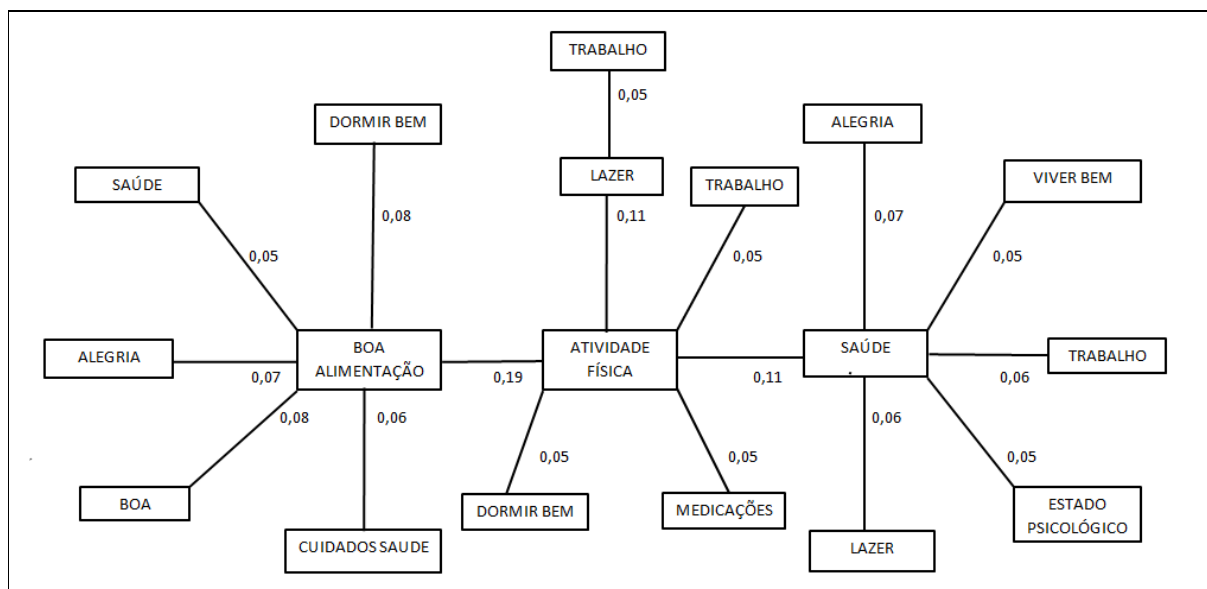 TRABALHO
0,05
DORMIR BEM
ALEGRIA
SAÚDE
LAZER
TRABALHO
VIVER BEM
0,08
0,11
0,07
0,05
0,05
0,05
BOA
ALIMENTAÇÃO
ATIVIDADE
FÍSICA
SAÚDE
ALEGRIA
TRABALHO
0,07
0,19
0,11
0,06
0,08
0,06
0,06
0,05
0,05
0,05
BOA
DORMIR BEM
MEDICAÇÕES
ESTADO
PSICOLÓGICO
CUIDADOS SAUDE
LAZER